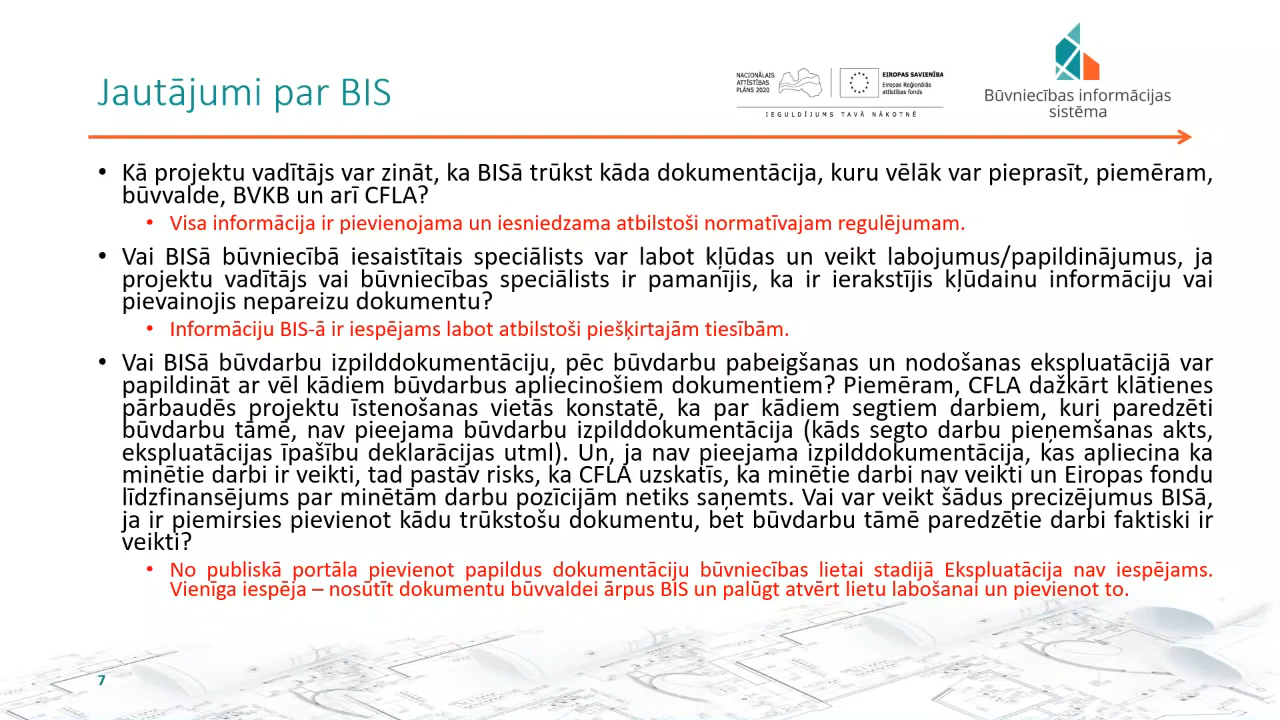 Jautājumi par BIS
NACIONĀLAIS
ATTĪSTĪBAS
PLĀNS 2020
EIROPAS SAVIENĪBA
Eiropas Reģionālās
attīstības fonds
IEGULDĪJUMS TAVĀ NĀKOTNĒ
Būvniecības informācijas
sistēma
• Kā projektu vadītājs var zināt, ka BISā trūkst kāda dokumentācija, kuru vēlāk var pieprasīt, piemēram,
būvvalde, BVKB un arī CFLA?
• Visa informācija ir pievienojama un iesniedzama atbilstoši normatīvajam regulējumam.
• Vai BISā būvniecībā iesaistītais speciālists var labot kļūdas un veikt labojumus/papildinājumus, ja
projektu vadītājs vai būvniecības speciālists ir pamanījis, ka ir ierakstījis kļūdainu informāciju vai
pievainojis nepareizu dokumentu?
• Informāciju BIS-ā ir iespējams labot atbilstoši piešķirtajām tiesībām.
• Vai BISā būvdarbu izpilddokumentāciju, pēc būvdarbu pabeigšanas un nodošanas ekspluatācijā var
papildināt ar vēl kādiem būvdarbus apliecinošiem dokumentiem? Piemēram, CFLA dažkārt klātienes
pārbaudēs projektu īstenošanas vietās konstatē, ka par kādiem segtiem darbiem, kuri paredzēti
būvdarbu tāmē, nav pieejama būvdarbu izpilddokumentācija (kāds segto darbu pieņemšanas akts,
ekspluatācijas īpašību deklarācijas utml). Un, ja nav pieejama izpilddokumentācija, kas apliecina ka
minētie darbi ir veikti, tad pastāv risks, ka CFLA uzskatīs, ka minētie darbi nav veikti un Eiropas fondu
līdzfinansējums par minētām darbu pozīcijām netiks saņemts. Vai var veikt šādus precizējumus BISā,
ja ir piemirsies pievienot kādu trūkstošu dokumentu, bet būvdarbu tāmē paredzētie darbi faktiski ir
veikti?
• No publiskā portāla pievienot papildus dokumentāciju būvniecības lietai stadijā Ekspluatācija nav iespējams.
Vienīga iespēja – nosūtīt dokumentu būvvaldei ārpus BIS un palūgt atvērt lietu labošanai un pievienot to.
7